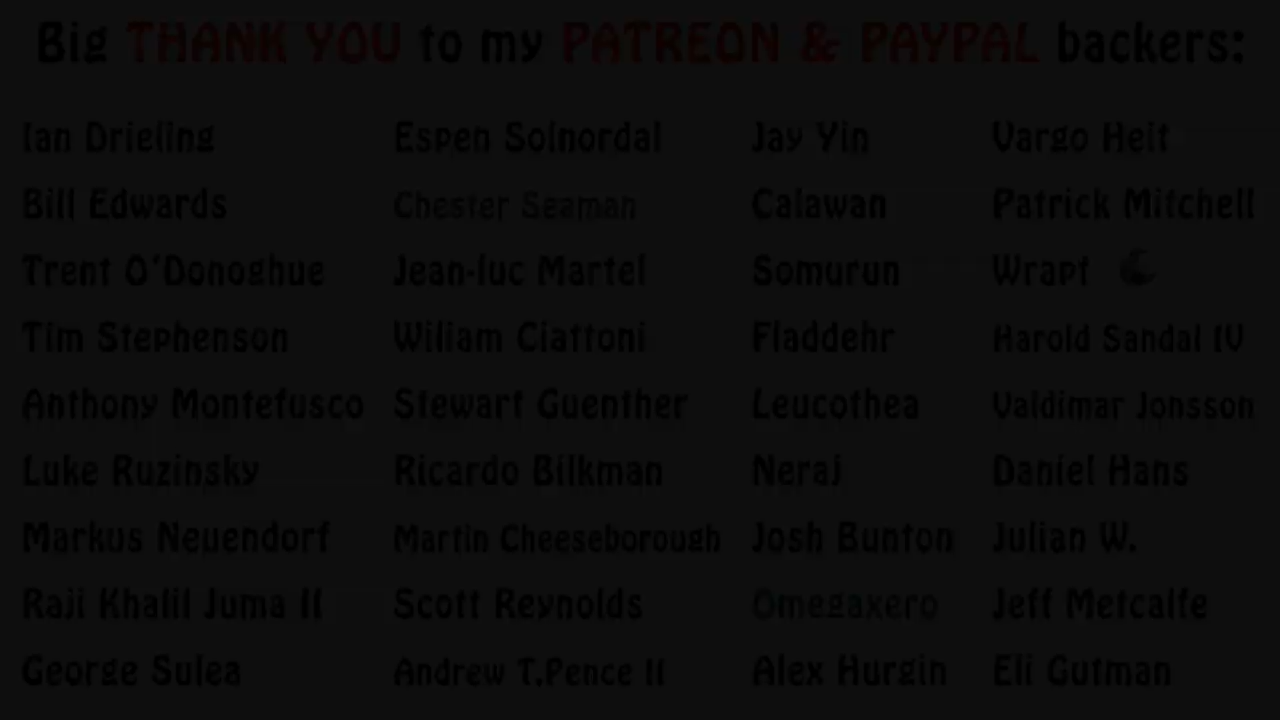 Big THANK YOU to my PATREON & PAYPAL backers:
Ian Drieling Espen Solnordal Jay Yin Vargo Heit
Bill Edwards Chester Seaman Calawan Patrick Mitchell
Trent O'Donoghue Jean-luc Martel Somurun Wrapt
Tim Stephenson Wiliam Ciattoni Fladdehr Harold Sandal IV
Anthony Montefusco Stewart Guenther Leucothea Valdimar Jonsson
Luke Ruzinsky Ricardo Bilkman Neraj Daniel Hans
Markus Neuendorf Martin Cheeseborough Josh Bunton Julian W.
Raji Khalil Juma II Scott Reynolds Omegaxero Jeff Metcalfe
George Sulea Andrew T.Pence II Alex Hurgin Eli Gutman